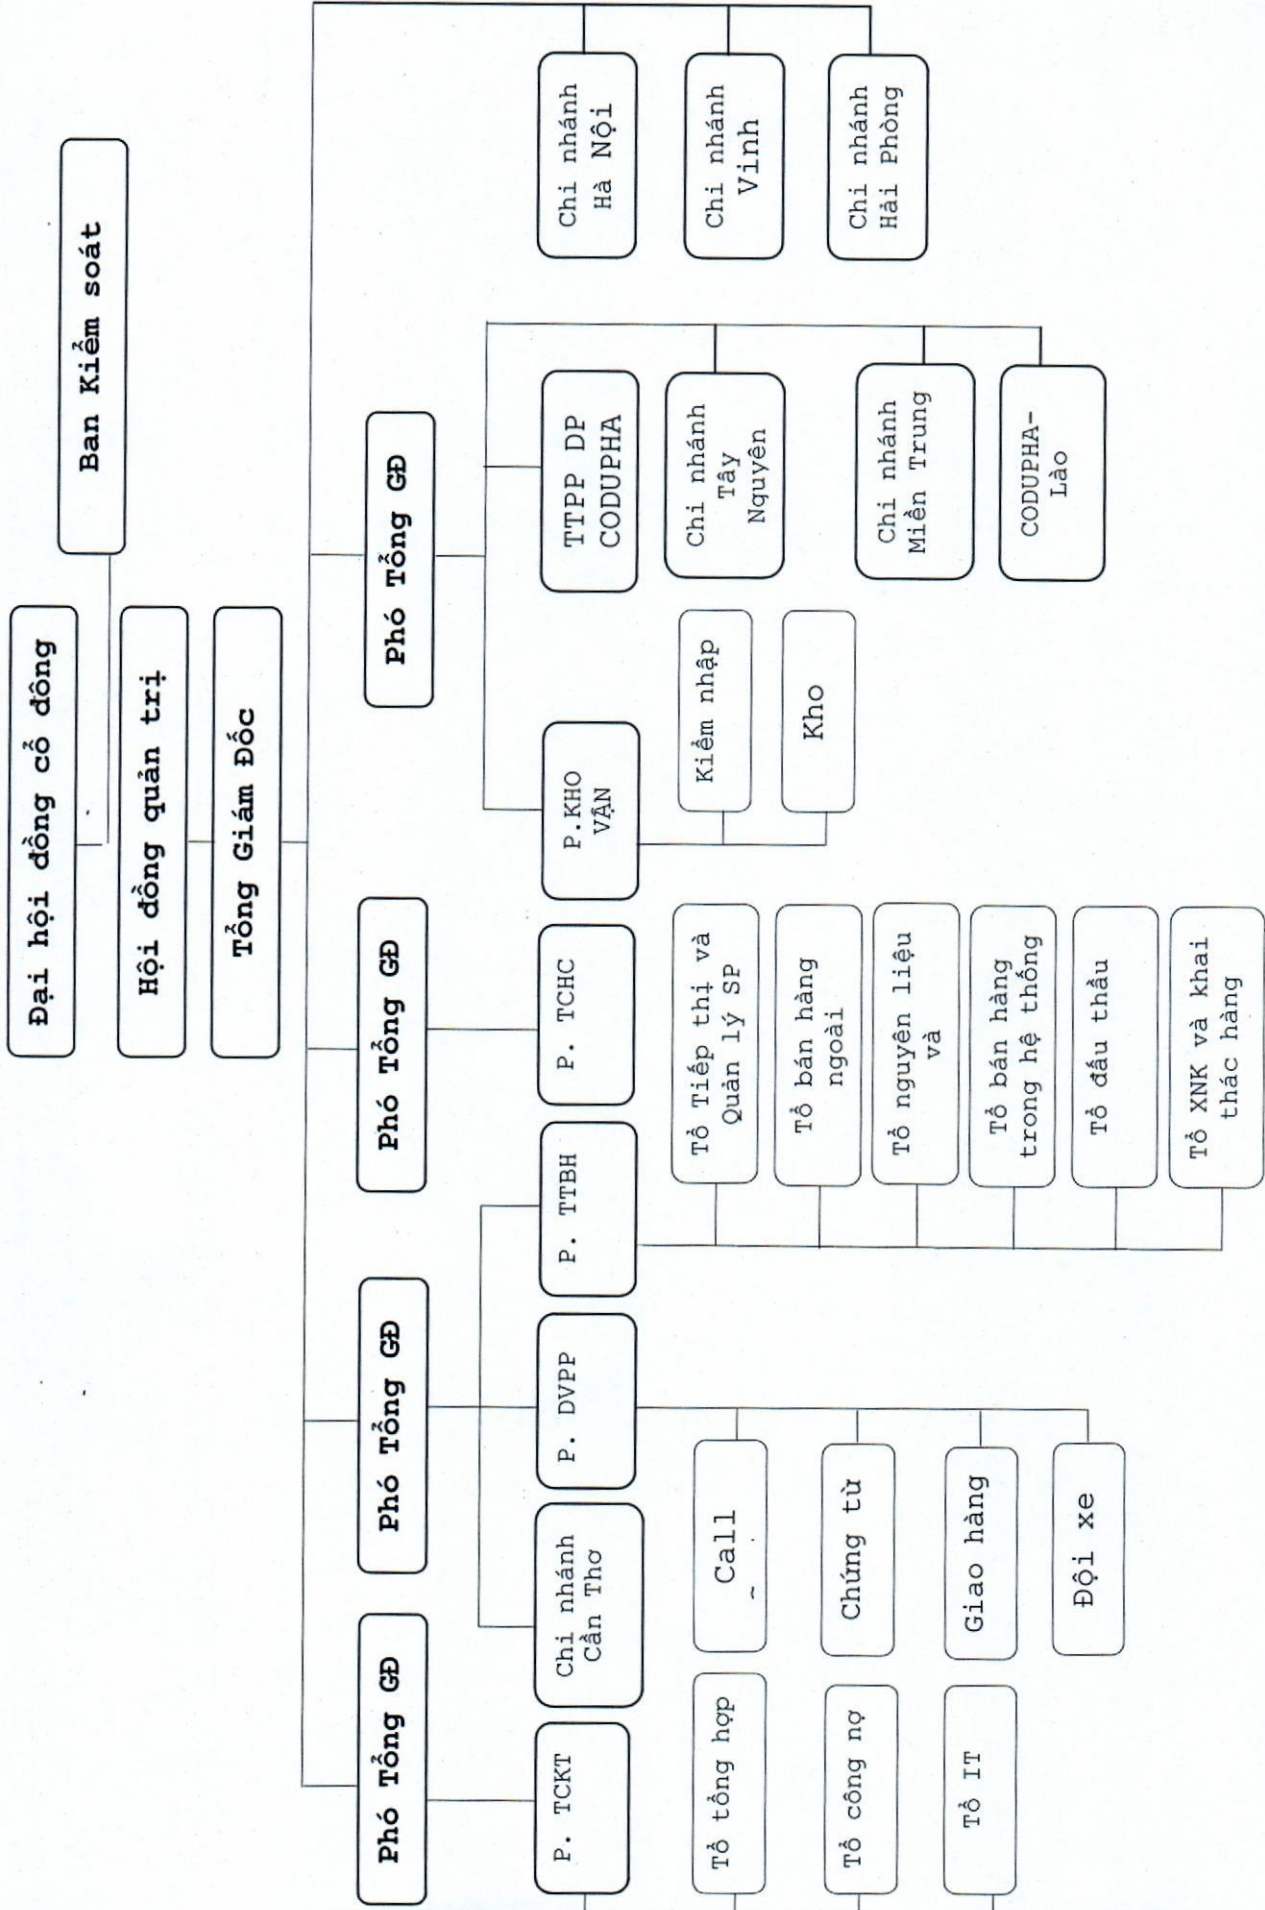 Đại hội đồng cổ đông
Ban Kiểm soát
Hội đồng quản trị
Tổng Giám Đốc
Phó Tổng GĐ
Phó Tổng GĐ
Phó Tổng GĐ
Phó Tổng GĐ
P. TCKT
Chi nhánh
Cần Thơ
P. DVPP
P. TTBH
P. TCHC
P.KHO
VẬN
TTPP DP
CODUPHA
Chi nhánh
Hà Nội
Tổ tổng hợp
Tổ công nợ
Tổ IT
Call
Chứng từ
Giao hàng
Đội xe
Tổ Tiếp thị và
Quản lý SP
Tổ bán hàng
ngoài
Tổ nguyên liệu
và
Tổ bán hàng
trong hệ thống
Tổ đấu thầu
Tổ XNK và khai
thác hàng
Kiểm nhập
Kho
Chi nhánh
Tây
Nguyên
Chi nhánh
Miền Trung
CODUPHA-
Lào
Chi nhánh
Vinh
Chi nhánh
Hải Phòng